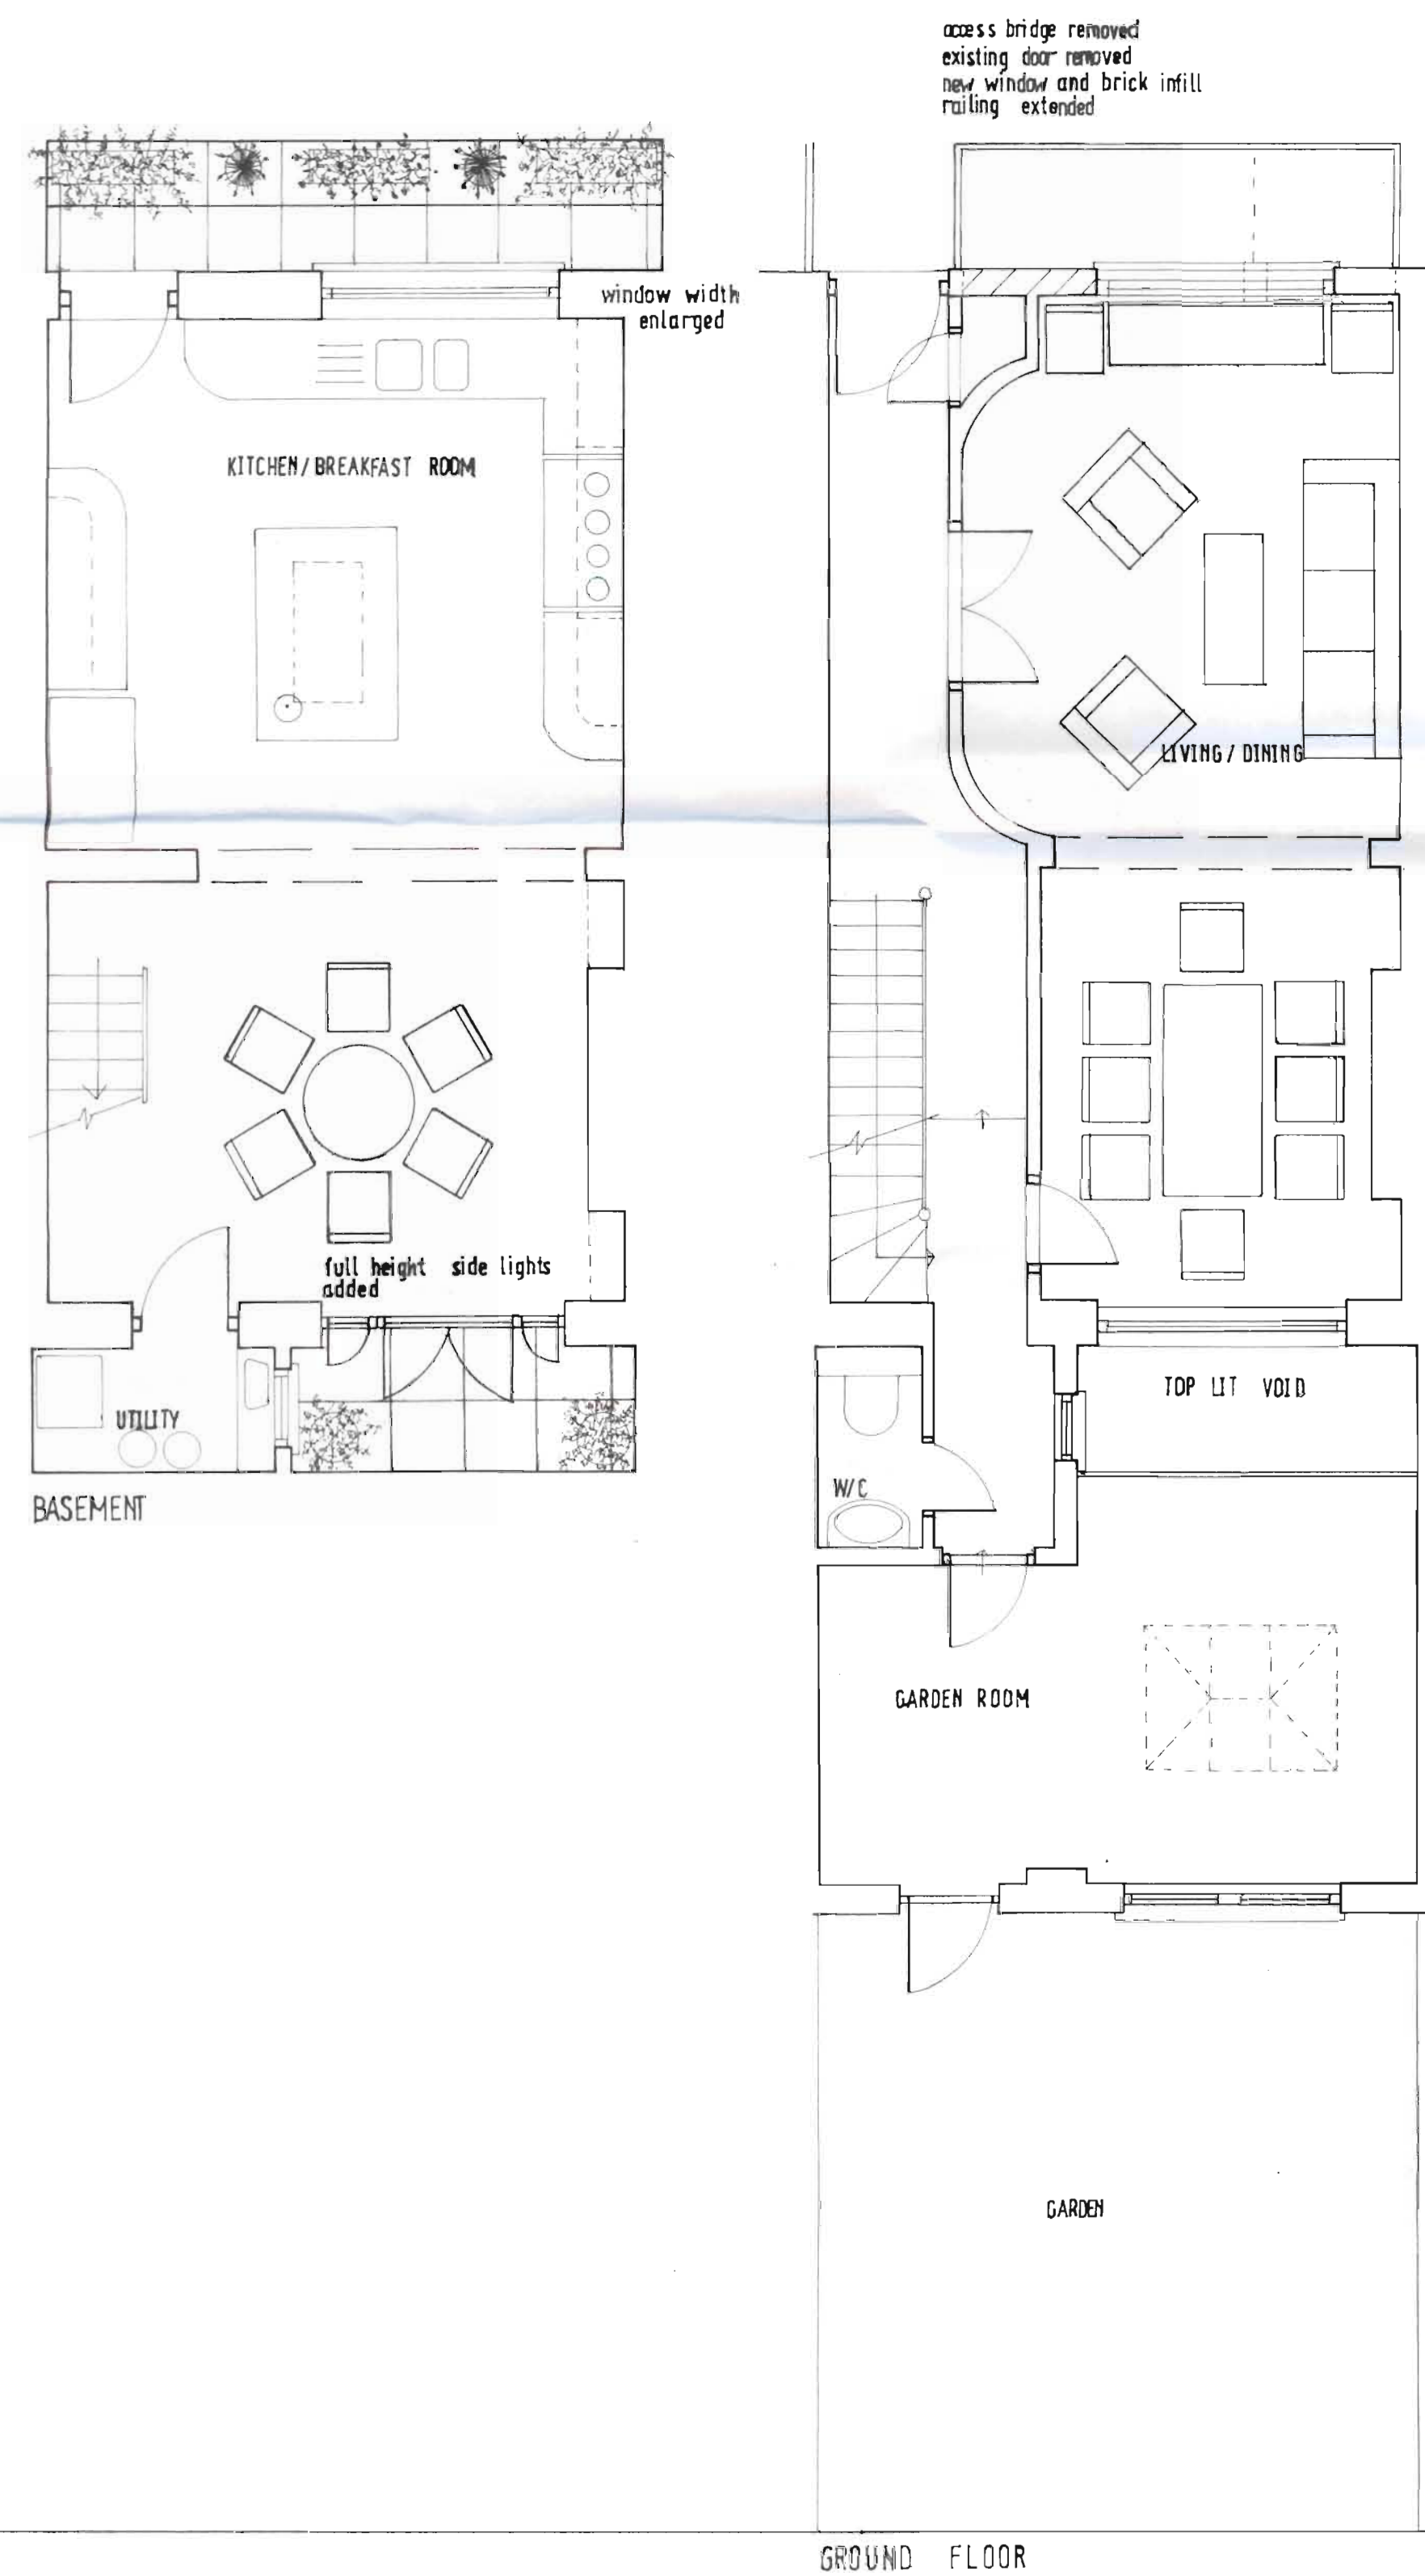 access bridge removed
existing door removed
new window and brick infill
railing extended
window width
enlarged
KITCHEN/BREAKFAST ROOM
LIVING/DINING
full height side lights
added
UTILITY
BASEMENT
TOP LIT VOID
W/C
GARDEN ROOM
GARDEN
GROUND FLOOR